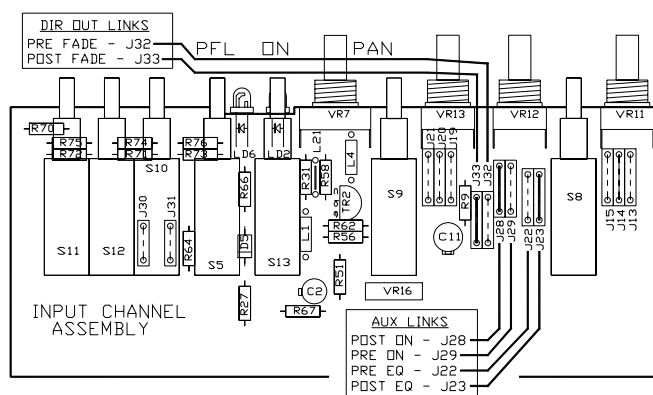 DIR OUT LINKS
PRE FADE - J32
POST FADE - J33
PFL ON PAN
VR7
VR13
VR12
VR11
R70
R75
R72
R74
R71
S10
R76
R73
LD6
LD2
L21
L4
R31
R58
TR2
R66
J30
J31
S11
S12
R64
S5
D5
S13
L1
R62
R56
S9
J21
J20
J19
R9
J33
J32
C11
J28
J29
J22
J23
S8
J15
J14
J13
R27
C2
R67
R51
VR16
INPUT CHANNEL
ASSEMBLY
AUX LINKS
POST ON - J28
PRE ON - J29
PRE EQ - J22
POST EQ - J23